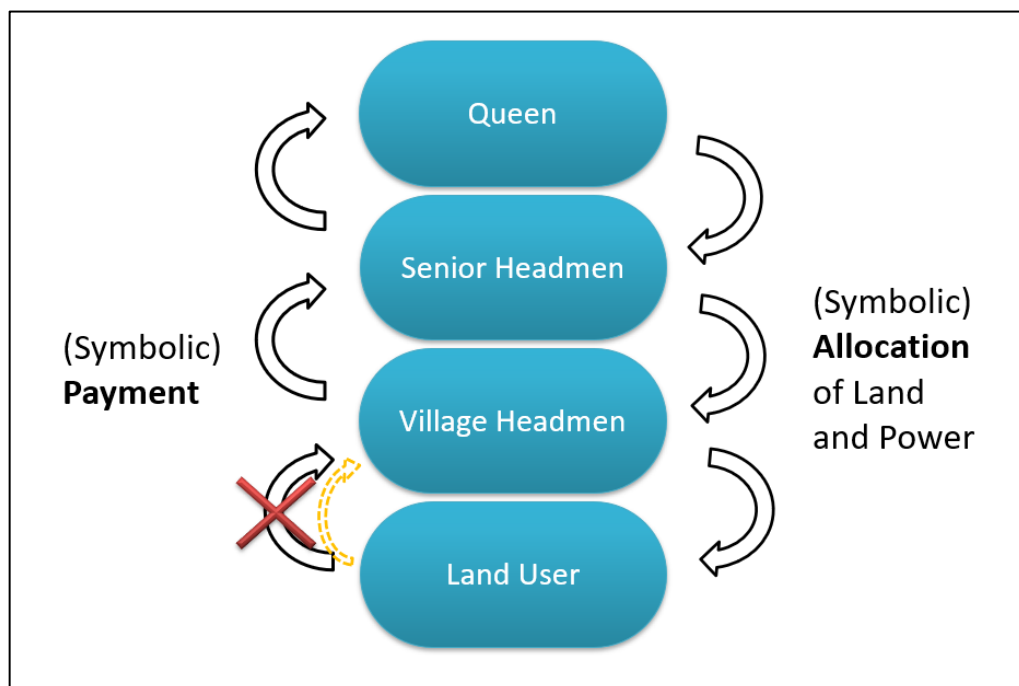 Queen
Senior Headmen
Village Headmen
Land User
(Symbolic)
Payment
(Symbolic)
Allocation
of Land
and Power